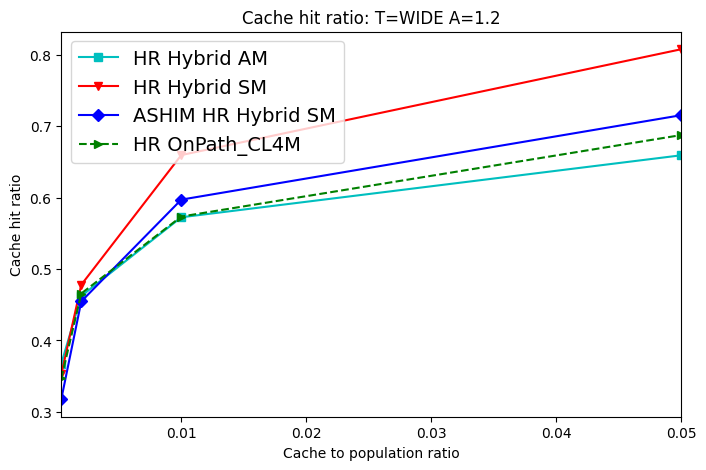 Cache hit ratio: T=WIDE A=1.2
HR Hybrid AM
HR Hybrid SM
ASHIM HR Hybrid SM
HR OnPath_CL4M
Cache hit ratio
0.8
0.7
0.6
0.5
0.4
0.3
0.01
0.02
0.03
0.04
0.05
Cache to population ratio